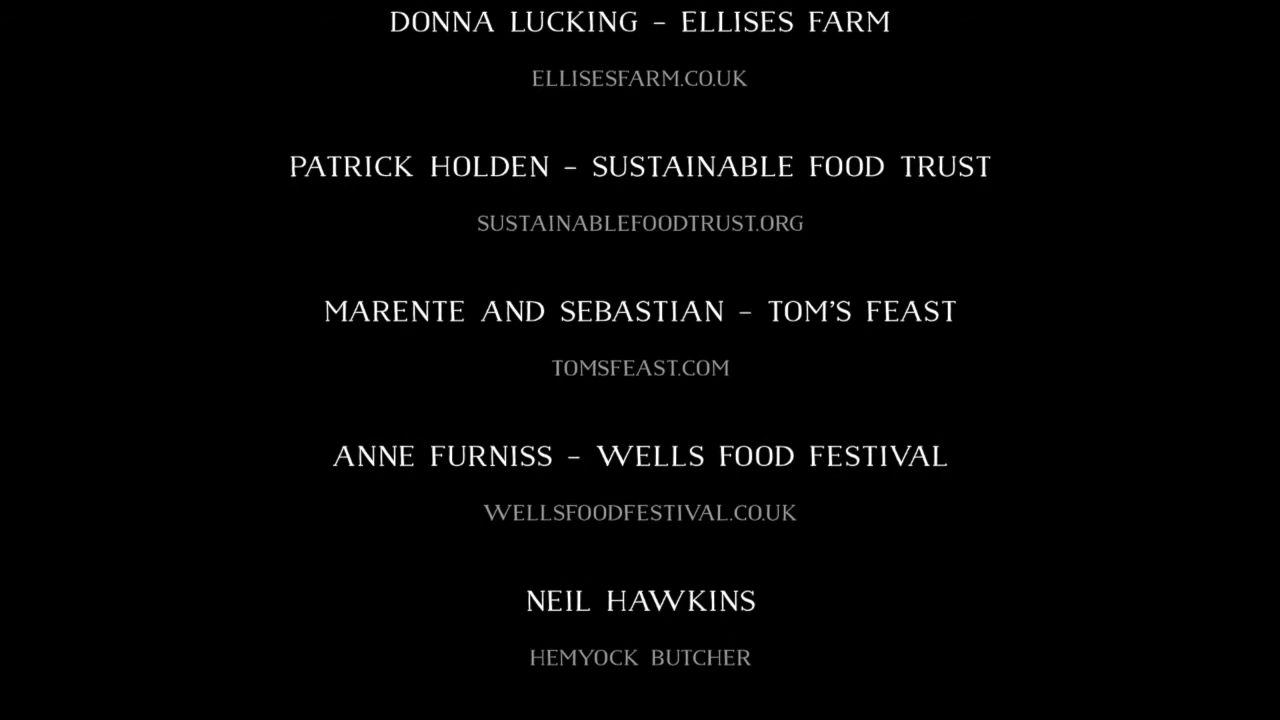 DONNA LUCKING – ELLISES FARM
ELLISESFARM.CO.UK
PATRICK HOLDEN – SUSTAINABLE FOOD TRUST
SUSTAINABLEFOODTRUST.ORG
MARENTE AND SEBASTIAN – TOM'S FEAST
TOMSFEAST.COM
ANNE FURNISS – WELLS FOOD FESTIVAL
WELLSFOODFESTIVAL.CO.UK
NEIL HAWKINS
HEMYOCK BUTCHER